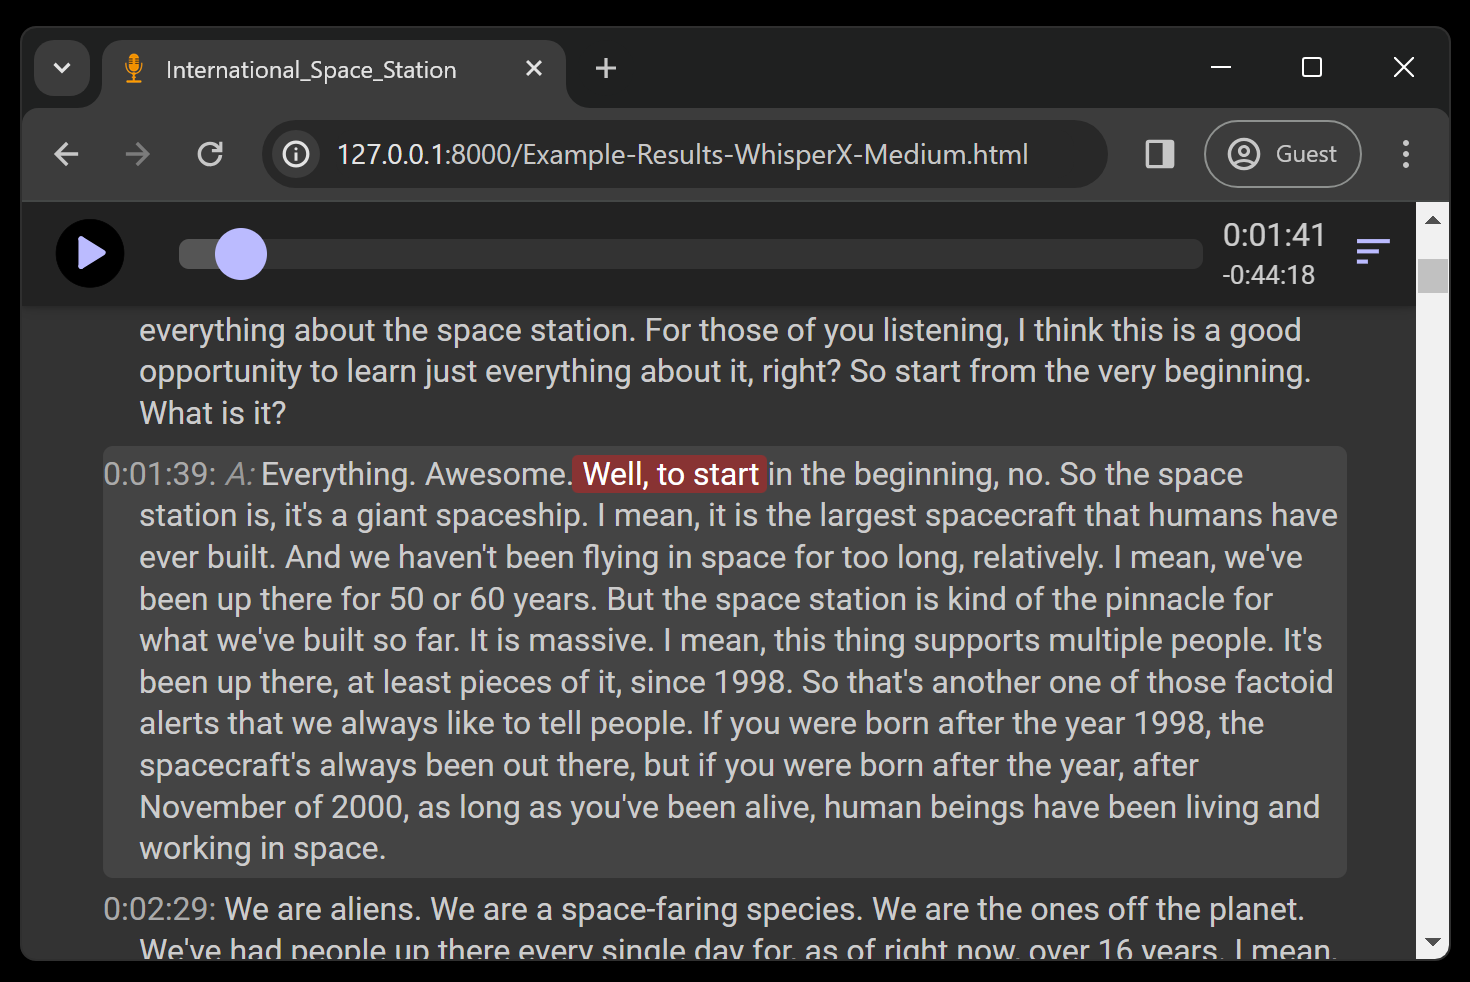 International_Space_Station
127.0.0.1:8000/Example-Results-WhisperX-Medium.html
Guest
0:01:41
-0:44:18
everything about the space station. For those of you listening, I think this is a good
opportunity to learn just everything about it, right? So start from the very beginning.
What is it?
0:01:39: A: Everything. Awesome. Well, to start in the beginning, no. So the space
station is, it's a giant spaceship. I mean, it is the largest spacecraft that humans have
ever built. And we haven't been flying in space for too long, relatively. I mean, we've
been up there for 50 or 60 years. But the space station is kind of the pinnacle for
what we've built so far. It is massive. I mean, this thing supports multiple people. It's
been up there, at least pieces of it, since 1998. So that's another one of those factoid
alerts that we always like to tell people. If you were born after the year 1998, the
spacecraft's always been out there, but if you were born after the year, after
November of 2000, as long as you've been alive, human beings have been living and
working in space.
0:02:29: We are aliens. We are a space-faring species. We are the ones off the planet.
We've had people up there every single day for, as of right now, over 16 years. I mean,